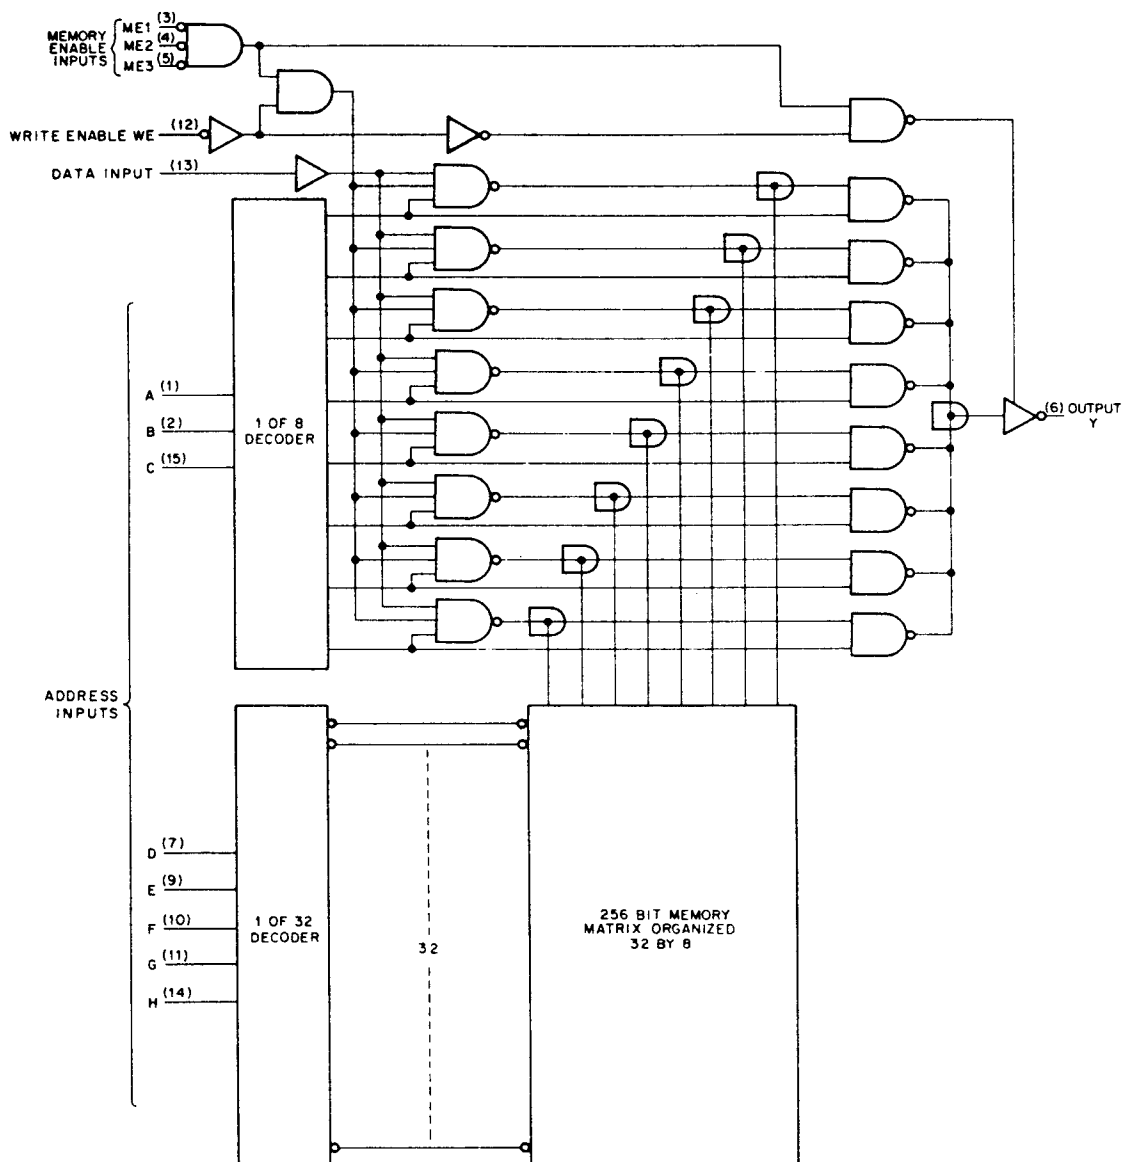 MEMORY
ENABLE
INPUTS
ME1 (3)
ME2 (4)
ME3 (5)
WRITE ENABLE WE (12)
DATA INPUT (13)
A (1)
B (2)
C (15)
1 OF 8
DECODER
(6) OUTPUT
Y
ADDRESS
INPUTS
D (7)
E (9)
F (10)
G (11)
H (14)
1 OF 32
DECODER
32
256 BIT MEMORY
MATRIX ORGANIZED
32 BY 8